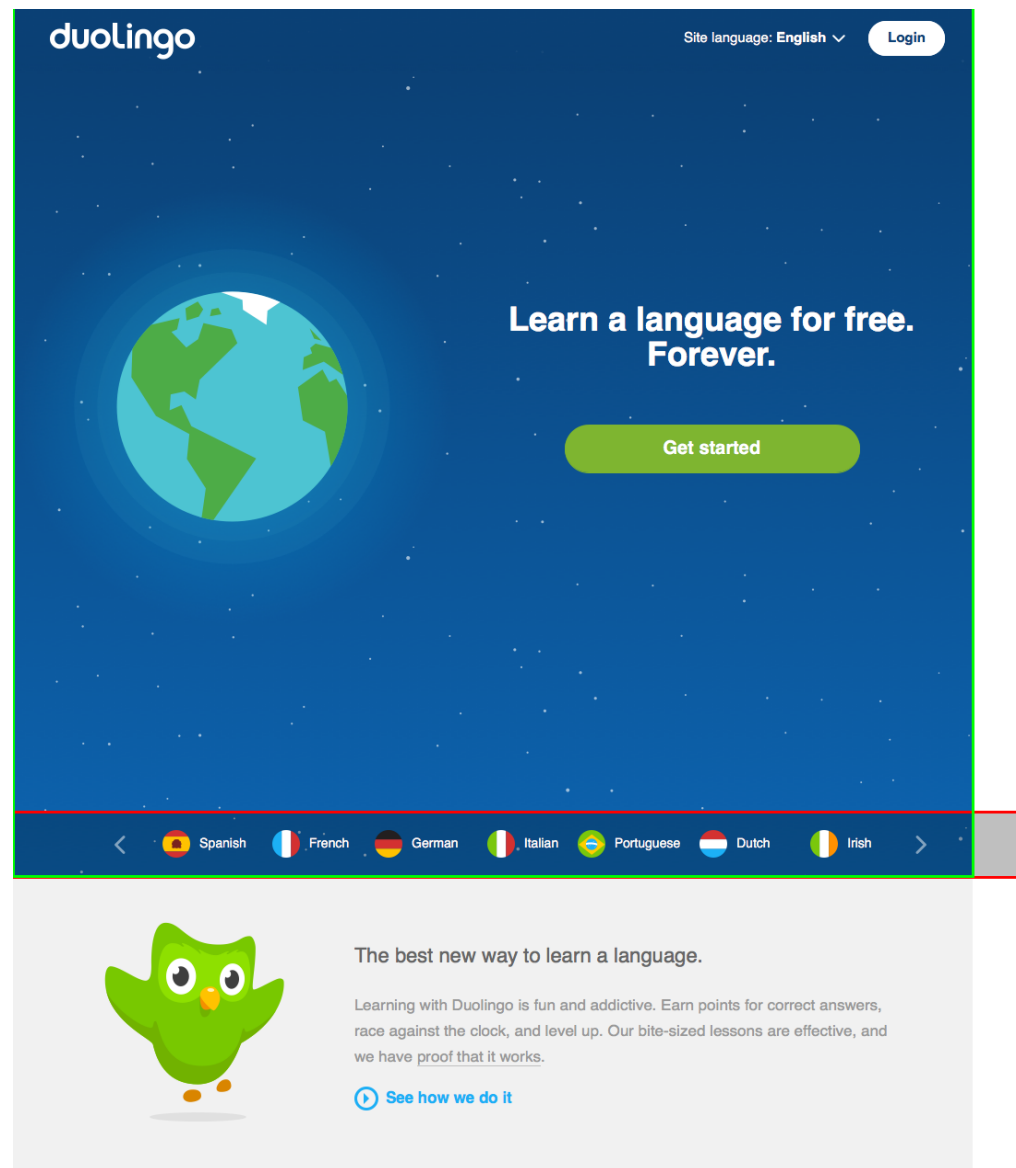 duolingo
Site language: English
Login
Learn a language for free.
Forever.
Get started
Spanish
French
German
Italian
Portuguese
Dutch
Irish
The best new way to learn a language.
Learning with Duolingo is fun and addictive. Earn points for correct answers,
race against the clock, and level up. Our bite-sized lessons are effective, and
we have proof that it works.
See how we do it